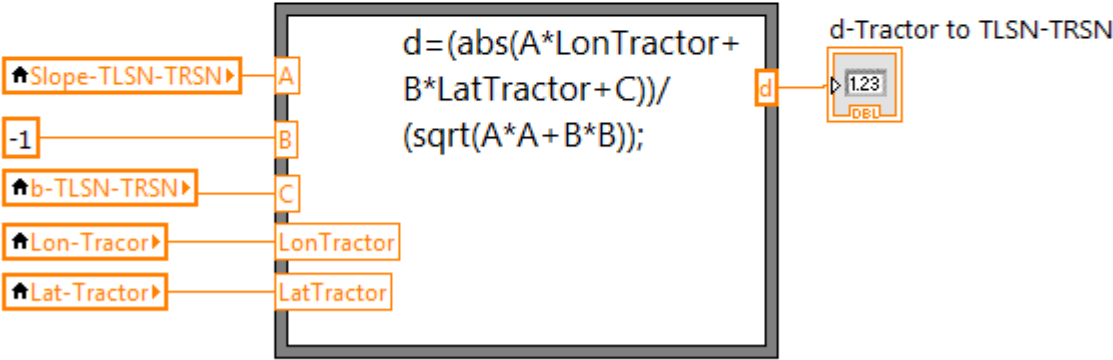 d-Tractor to TLSN-TRSN
d=(abs(A*LonTractor+
B*LatTractor+C))/
(sqrt(A*A+B*B));
Slope-TLSN-TRSN
A
-1
B
b-TLSN-TRSN
C
Lon-Tracor
LonTractor
Lat-Tractor
LatTractor
d
1.23
DBL